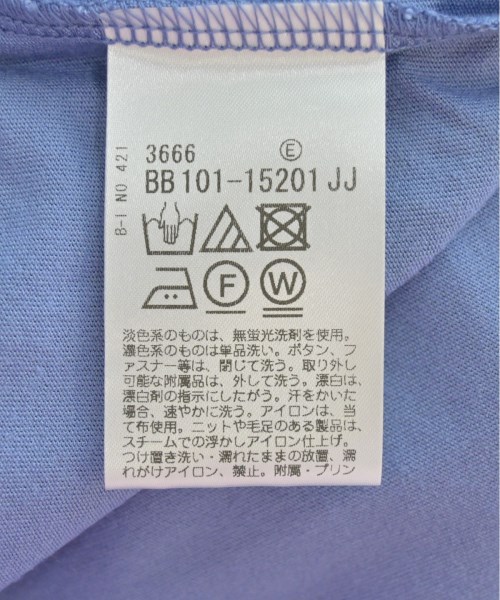 B-I NO 421
3666 Ⓔ
BB101-15201JJ
F W
淡色系のものは、無蛍光洗剤を使用。
濃色系のものは単品洗い。ボタン、フ
ァスナー等は、閉じて洗う。取り外し
可能な附属品は、外して洗う。漂白は、
漂白剤の指示にしたがう。汗をかいた
場合、速やかに洗う。アイロンは、当
て布使用。ニットや毛足のある製品は、
スチームでの浮かしアイロン仕上げ。
つけ置き洗い・濡れたままの放置、濡
れがけアイロン、禁止。附属・プリン